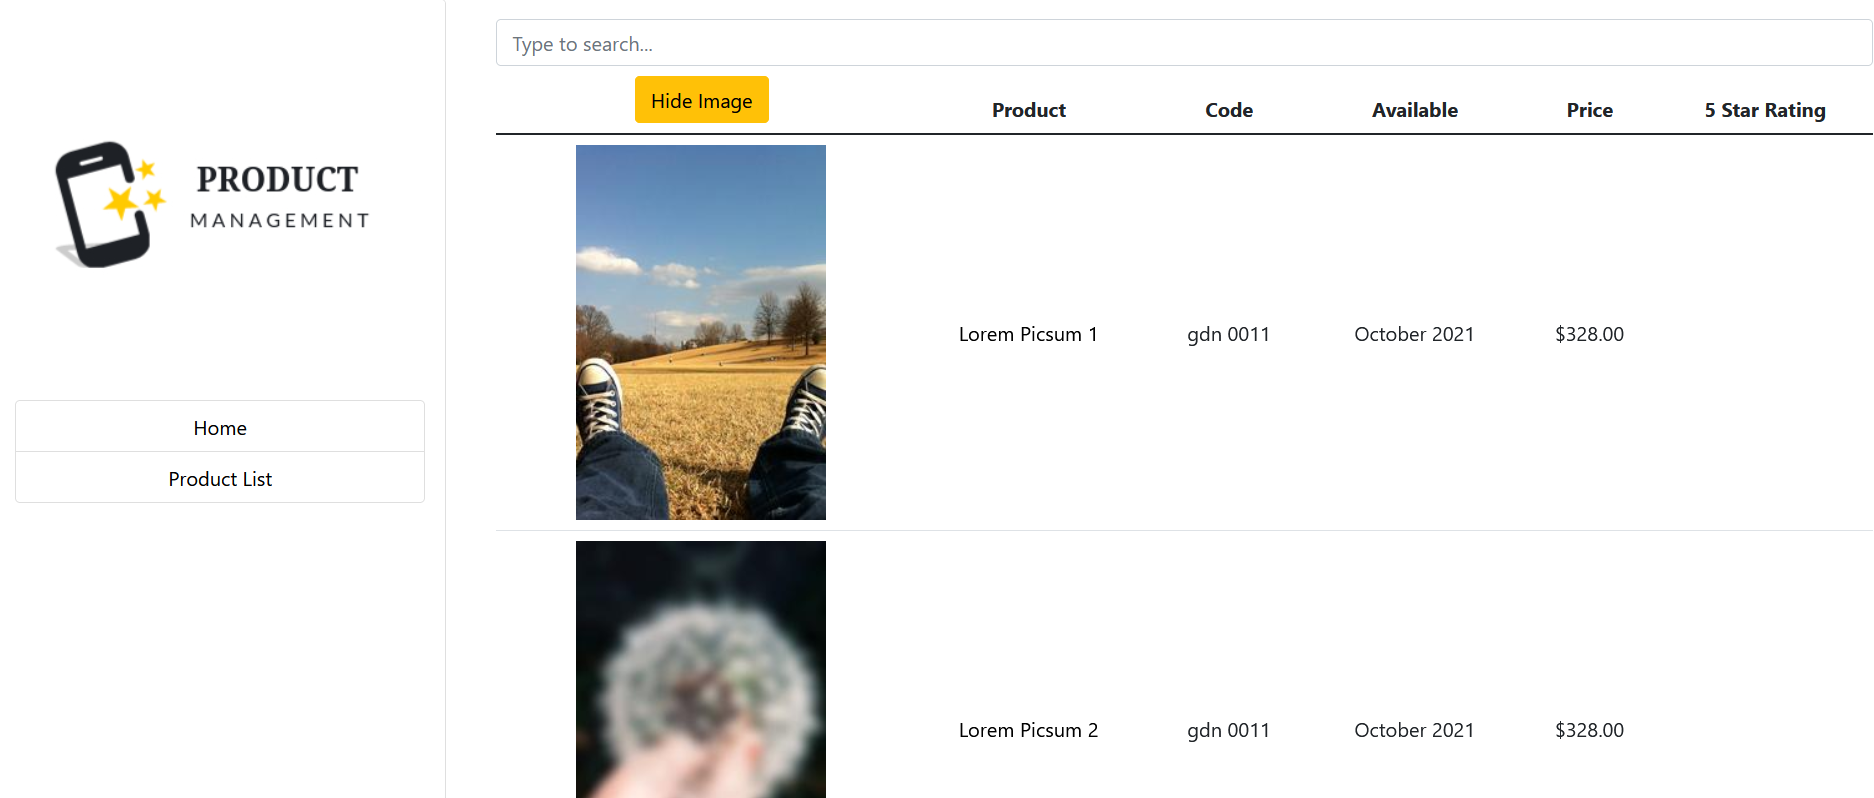 PRODUCT
MANAGEMENT
Home
Product List
Type to search...
Hide Image Product Code Available Price 5 Star Rating
Lorem Picsum 1 gdn 0011 October 2021 $328.00
Lorem Picsum 2 gdn 0011 October 2021 $328.00